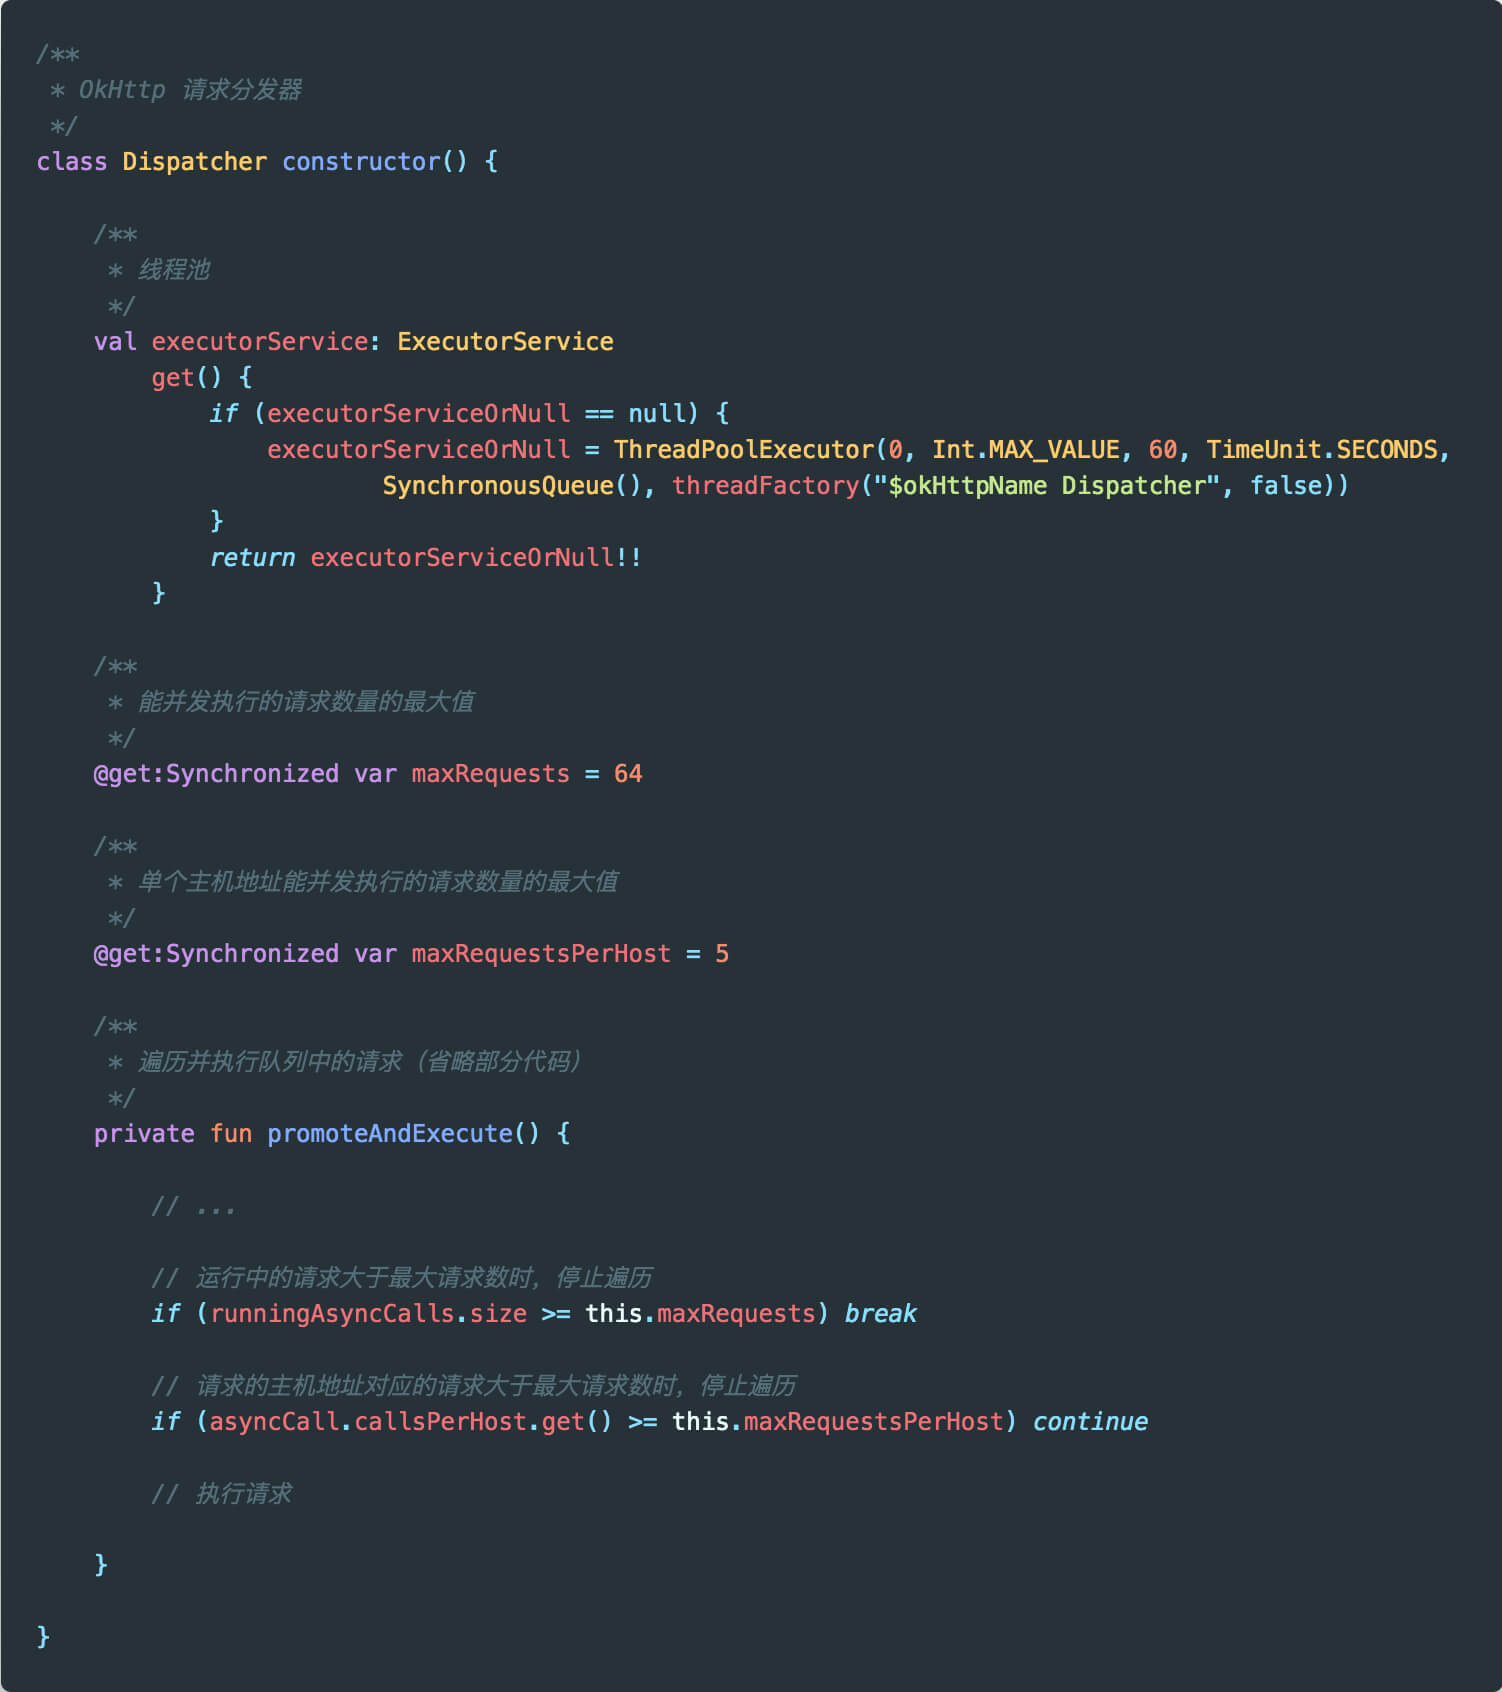 /**
 * OkHttp 请求分发器
 */
class Dispatcher constructor() {

    /**
     * 线程池
     */
    val executorService: ExecutorService
        get() {
            if (executorServiceOrNull == null) {
                executorServiceOrNull = ThreadPoolExecutor(0, Int.MAX_VALUE, 60, TimeUnit.SECONDS,
                        SynchronousQueue(), threadFactory("$okHttpName Dispatcher", false))
            }
            return executorServiceOrNull!!
        }

    /**
     * 能并发执行的请求数量的最大值
     */
    @get:Synchronized var maxRequests = 64

    /**
     * 单个主机地址能并发执行的请求数量的最大值
     */
    @get:Synchronized var maxRequestsPerHost = 5

    /**
     * 遍历并执行队列中的请求（省略部分代码）
     */
    private fun promoteAndExecute() {

        // ...

        // 运行中的请求大于最大请求数时，停止遍历
        if (runningAsyncCalls.size >= this.maxRequests) break

        // 请求的主机地址对应的请求大于最大请求数时，停止遍历
        if (asyncCall.callsPerHost.get() >= this.maxRequestsPerHost) continue

        // 执行请求

    }

}